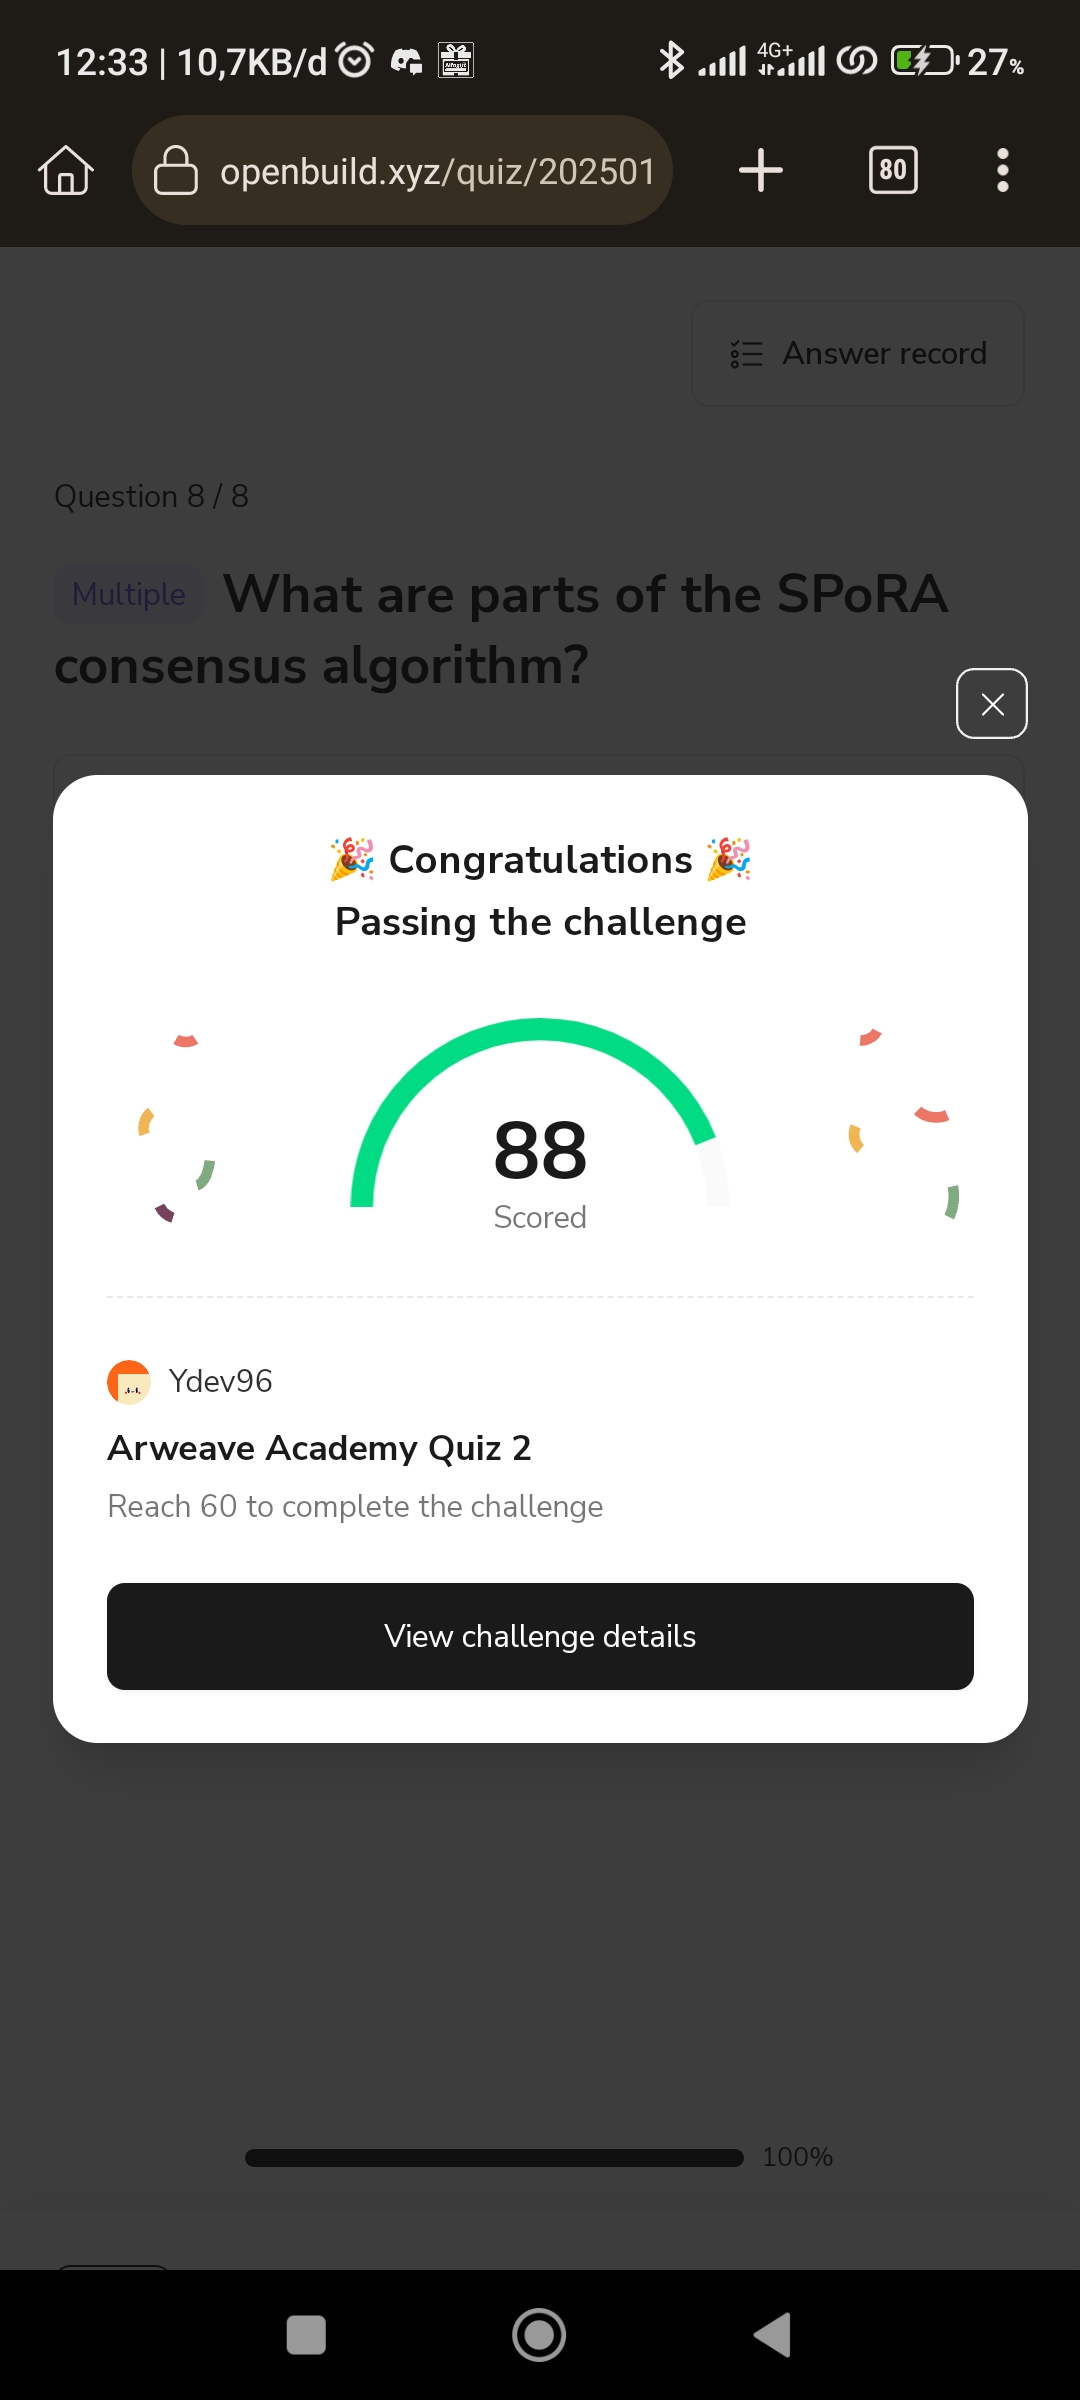 12:33 | 10,7KB/d
4G+
27%
openbuild.xyz/quiz/202501
80
Answer record
Question 8 / 8
Multiple What are parts of the SPoRA
consensus algorithm?
🎉 Congratulations 🎉
Passing the challenge
88
Scored
Ydev96
Arweave Academy Quiz 2
Reach 60 to complete the challenge
View challenge details
100%